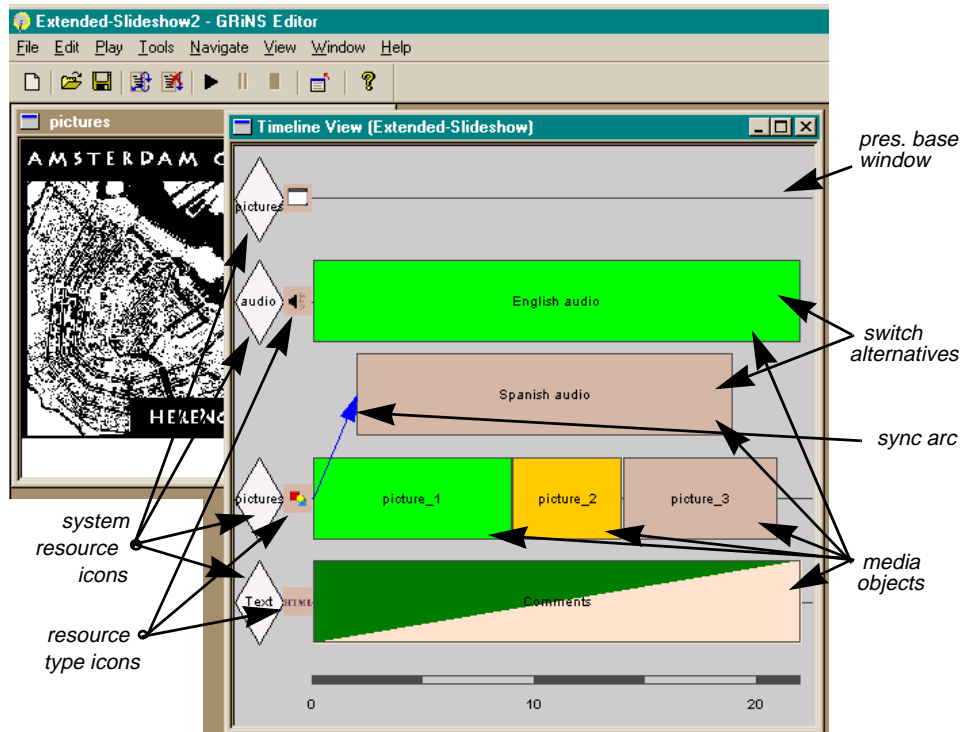 Extended-Slideshow2 - GRiNS Editor
File Edit Play Tools Navigate View Window Help
pictures
Timeline View (Extended-Slideshow)
AMSTERDAM C
HERENG
pictures
audio
English audio
Spanish audio
pictures
picture_1
picture_2
picture_3
Text
HTML
Comments
0
10
20
pres. base
window
switch
alternatives
sync arc
media
objects
system
resource
icons
resource
type icons